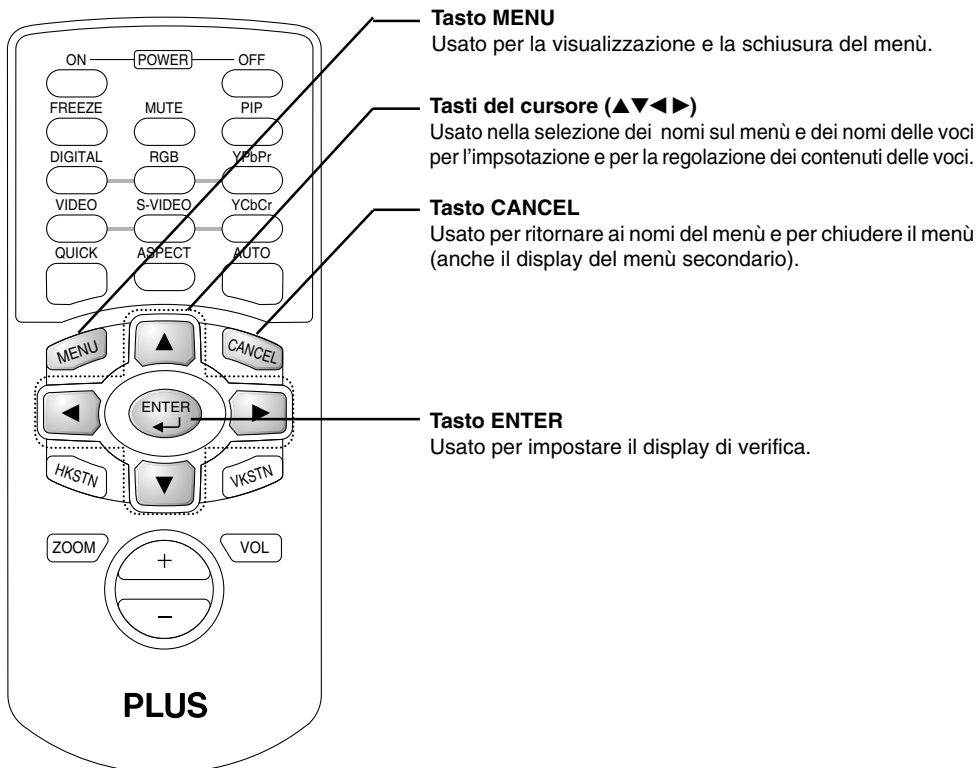 Tasto MENU
Usato per la visualizzazione e la schiusura del menù.
Tasti del cursore (▲▼◀ ▶)
Usato nella selezione dei nomi sul menù e dei nomi delle voci
per l'impsotazione e per la regolazione dei contenuti delle voci.
Tasto CANCEL
Usato per ritornare ai nomi del menù e per chiudere il menù
(anche il display del menù secondario).
Tasto ENTER
Usato per impostare il display di verifica.
ON POWER OFF
FREEZE MUTE PIP
DIGITAL RGB YPbPr
VIDEO S-VIDEO YCbCr
QUICK ASPECT AUTO
MENU ▲ CANCEL
◀ ENTER ▶
HKSTN ▼ VKSTN
ZOOM + VOL
−
PLUS